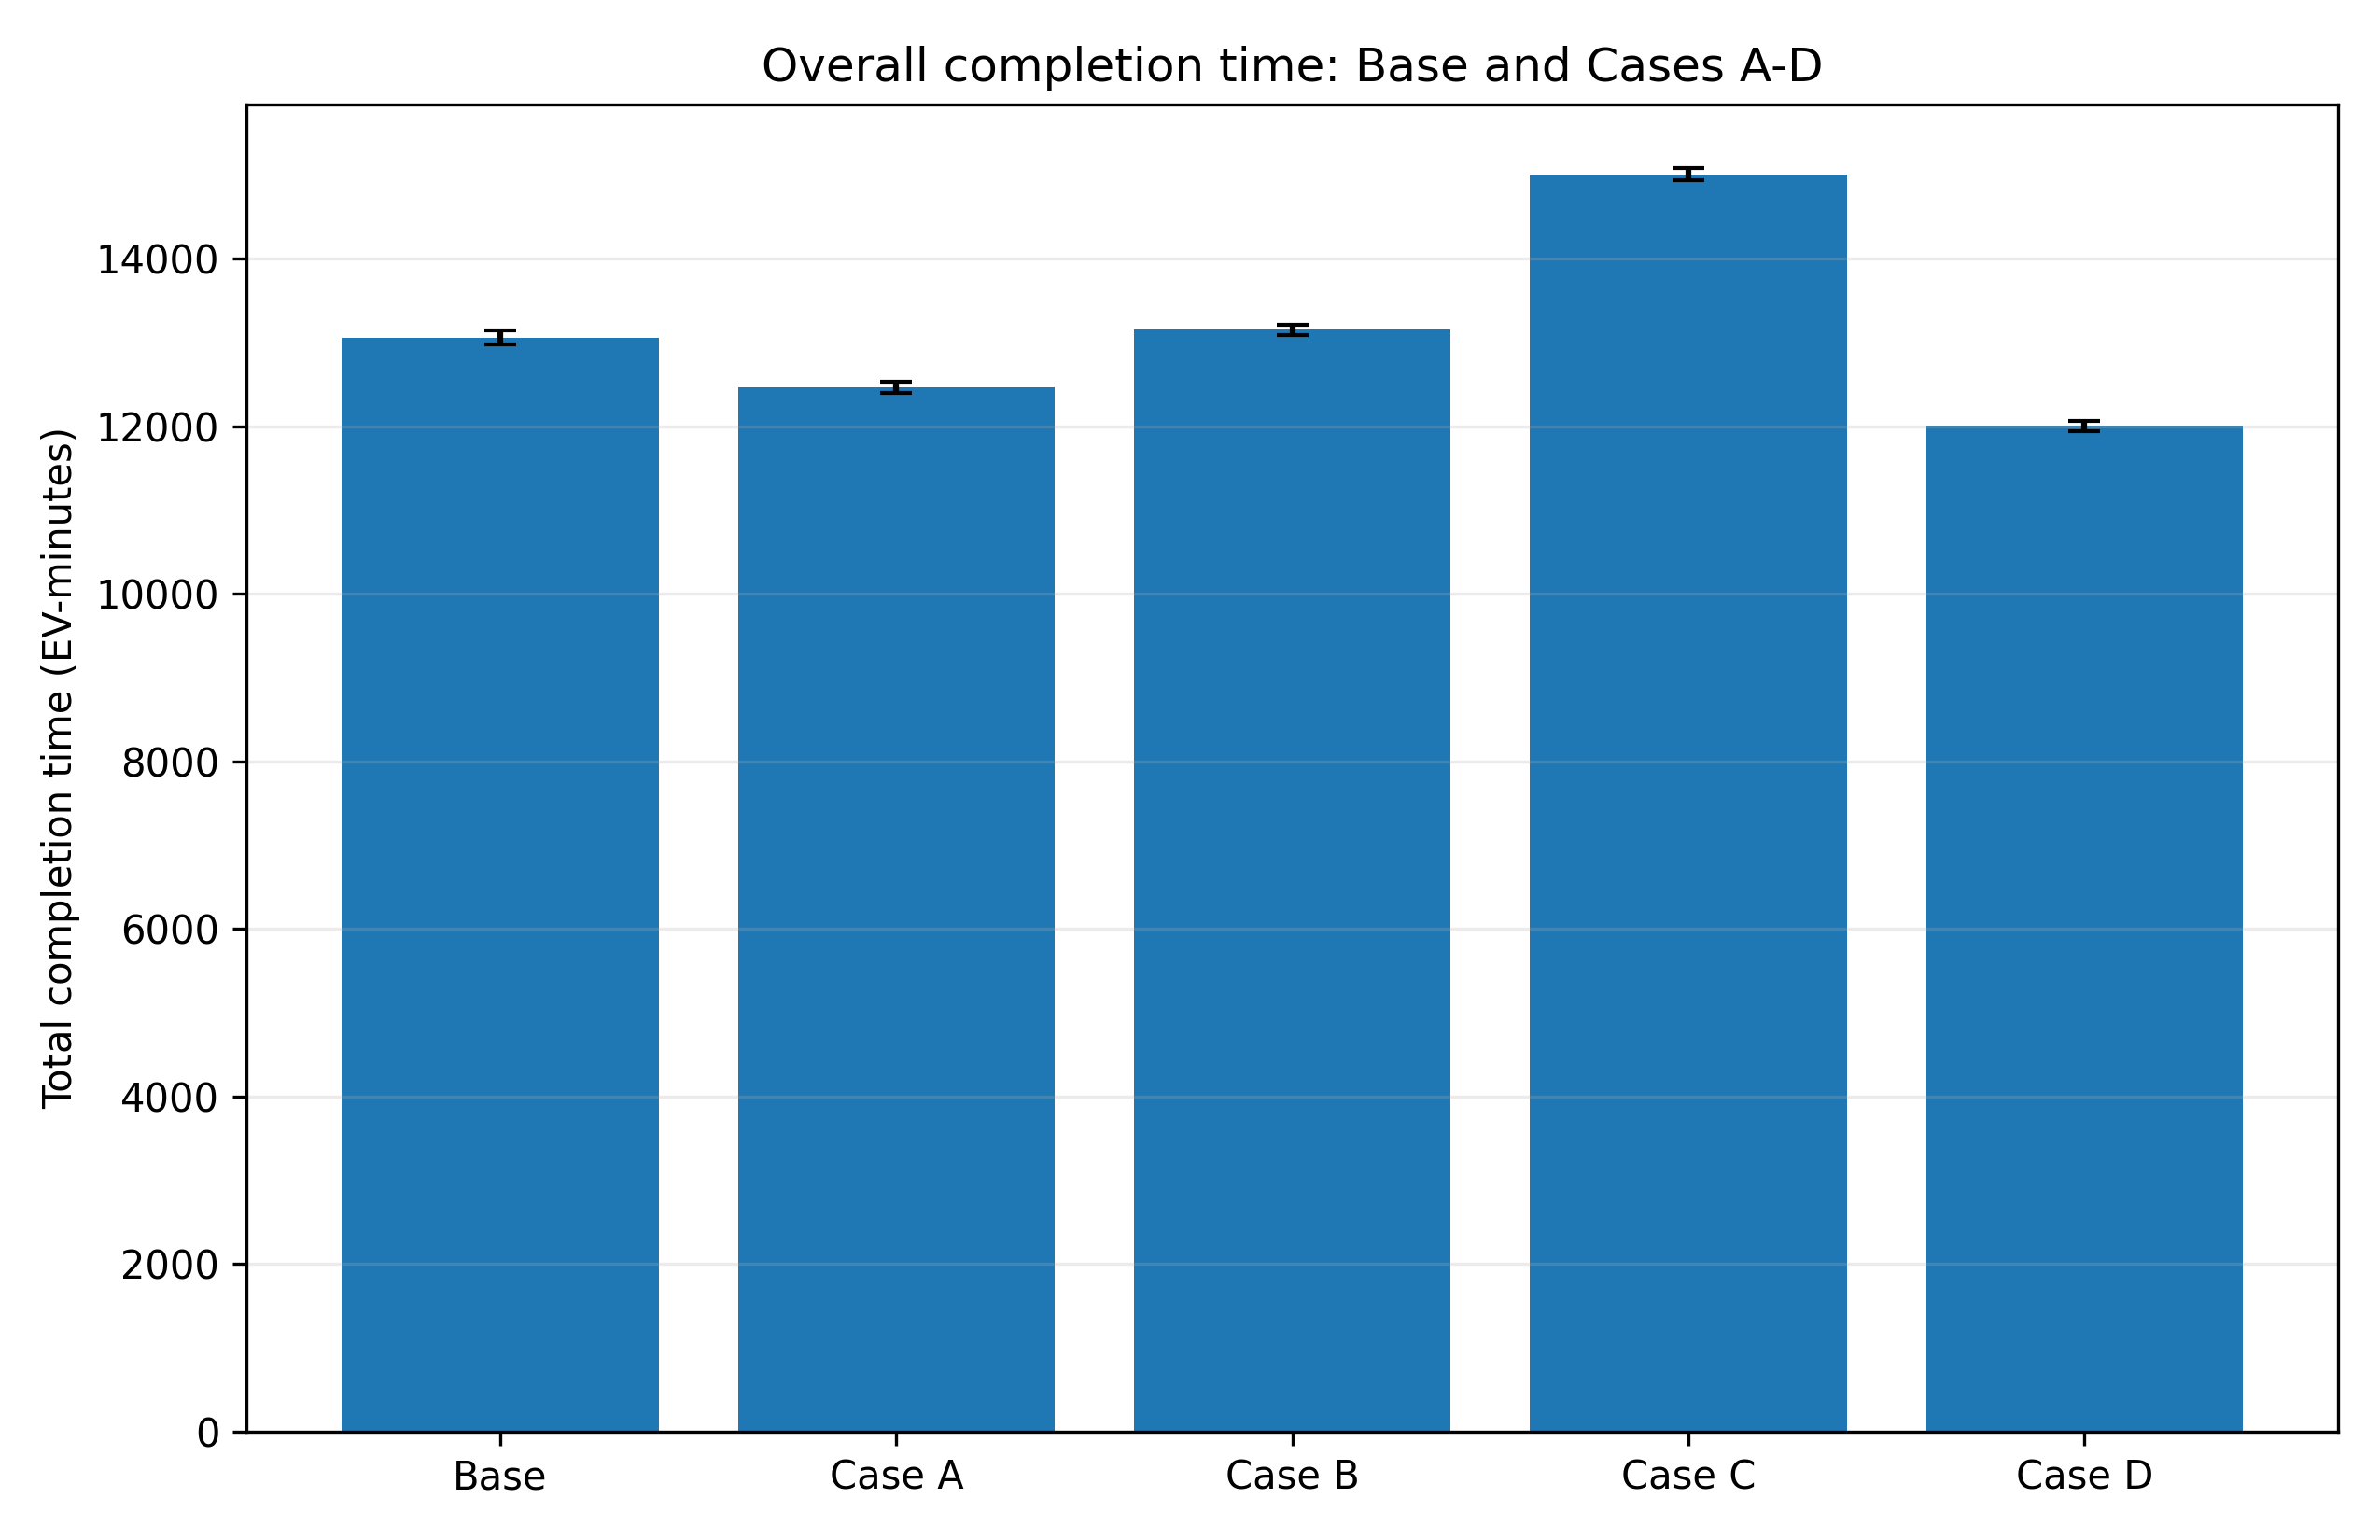 Overall completion time: Base and Cases A-D
Total completion time (EV-minutes)
14000
12000
10000
8000
6000
4000
2000
0
Base
Case A
Case B
Case C
Case D